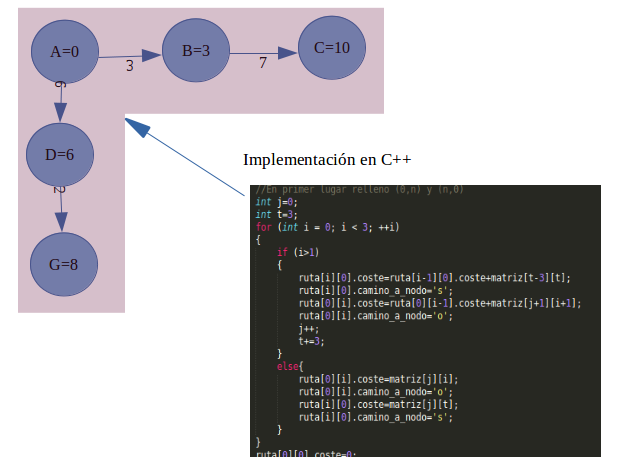 A=0
B=3
C=10
3
7
6
D=6
2
G=8
Implementación en C++
//En primer lugar relleno (0,n) y (n,0)
int j=0;
int t=3;
for (int i = 0; i < 3; ++i)
{
if (i>1)
{
ruta[i][0].coste=ruta[i-1][0].coste+matriz[t-3][t];
ruta[i][0].camino_a_nodo='s';
ruta[0][i].coste=ruta[0][i-1].coste+matriz[j+1][i+1];
ruta[0][i].camino_a_nodo='o';
j++;
t+=3;
}
else{
ruta[0][i].coste=matriz[j][i];
ruta[0][i].camino_a_nodo='o';
ruta[i][0].coste=matriz[j][t];
ruta[i][0].camino_a_nodo='s';
}
}
ruta[0][0].coste=0;